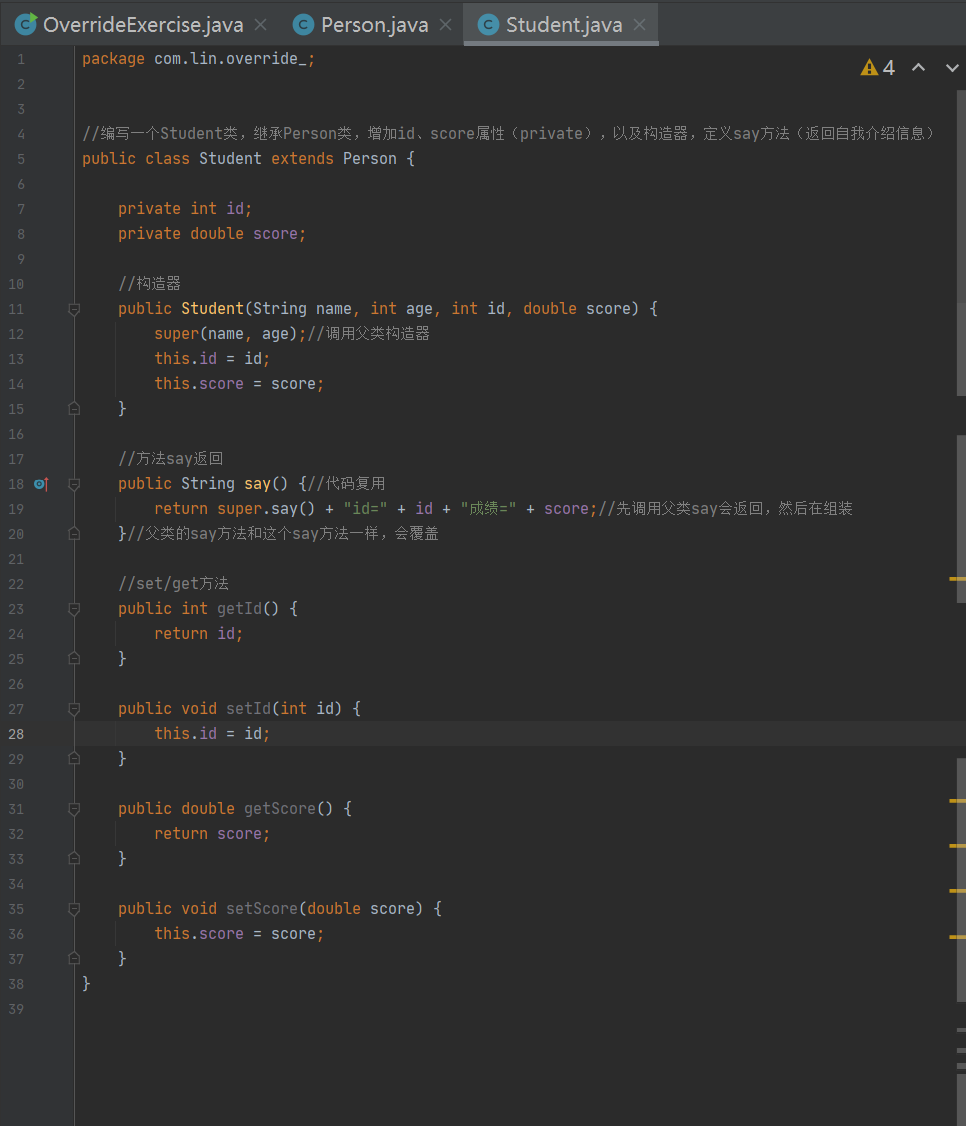 OverrideExercise.java Person.java Student.java
4
1 package com.lin.override_;
2
3
4 //编写一个Student类，继承Person类，增加id、score属性（private），以及构造器，定义say方法（返回自我介绍信息）
5 public class Student extends Person {
6
7 private int id;
8 private double score;
9
10 //构造器
11 public Student(String name, int age, int id, double score) {
12 super(name, age);//调用父类构造器
13 this.id = id;
14 this.score = score;
15 }
16
17 //方法say返回
18 public String say() {//代码复用
19 return super.say() + "id=" + id + "成绩=" + score;//先调用父类say会返回，然后在组装
20 }//父类的say方法和这个say方法一样，会覆盖
21
22 //set/get方法
23 public int getId() {
24 return id;
25 }
26
27 public void setId(int id) {
28 this.id = id;
29 }
30
31 public double getScore() {
32 return score;
33 }
34
35 public void setScore(double score) {
36 this.score = score;
37 }
38 }
39